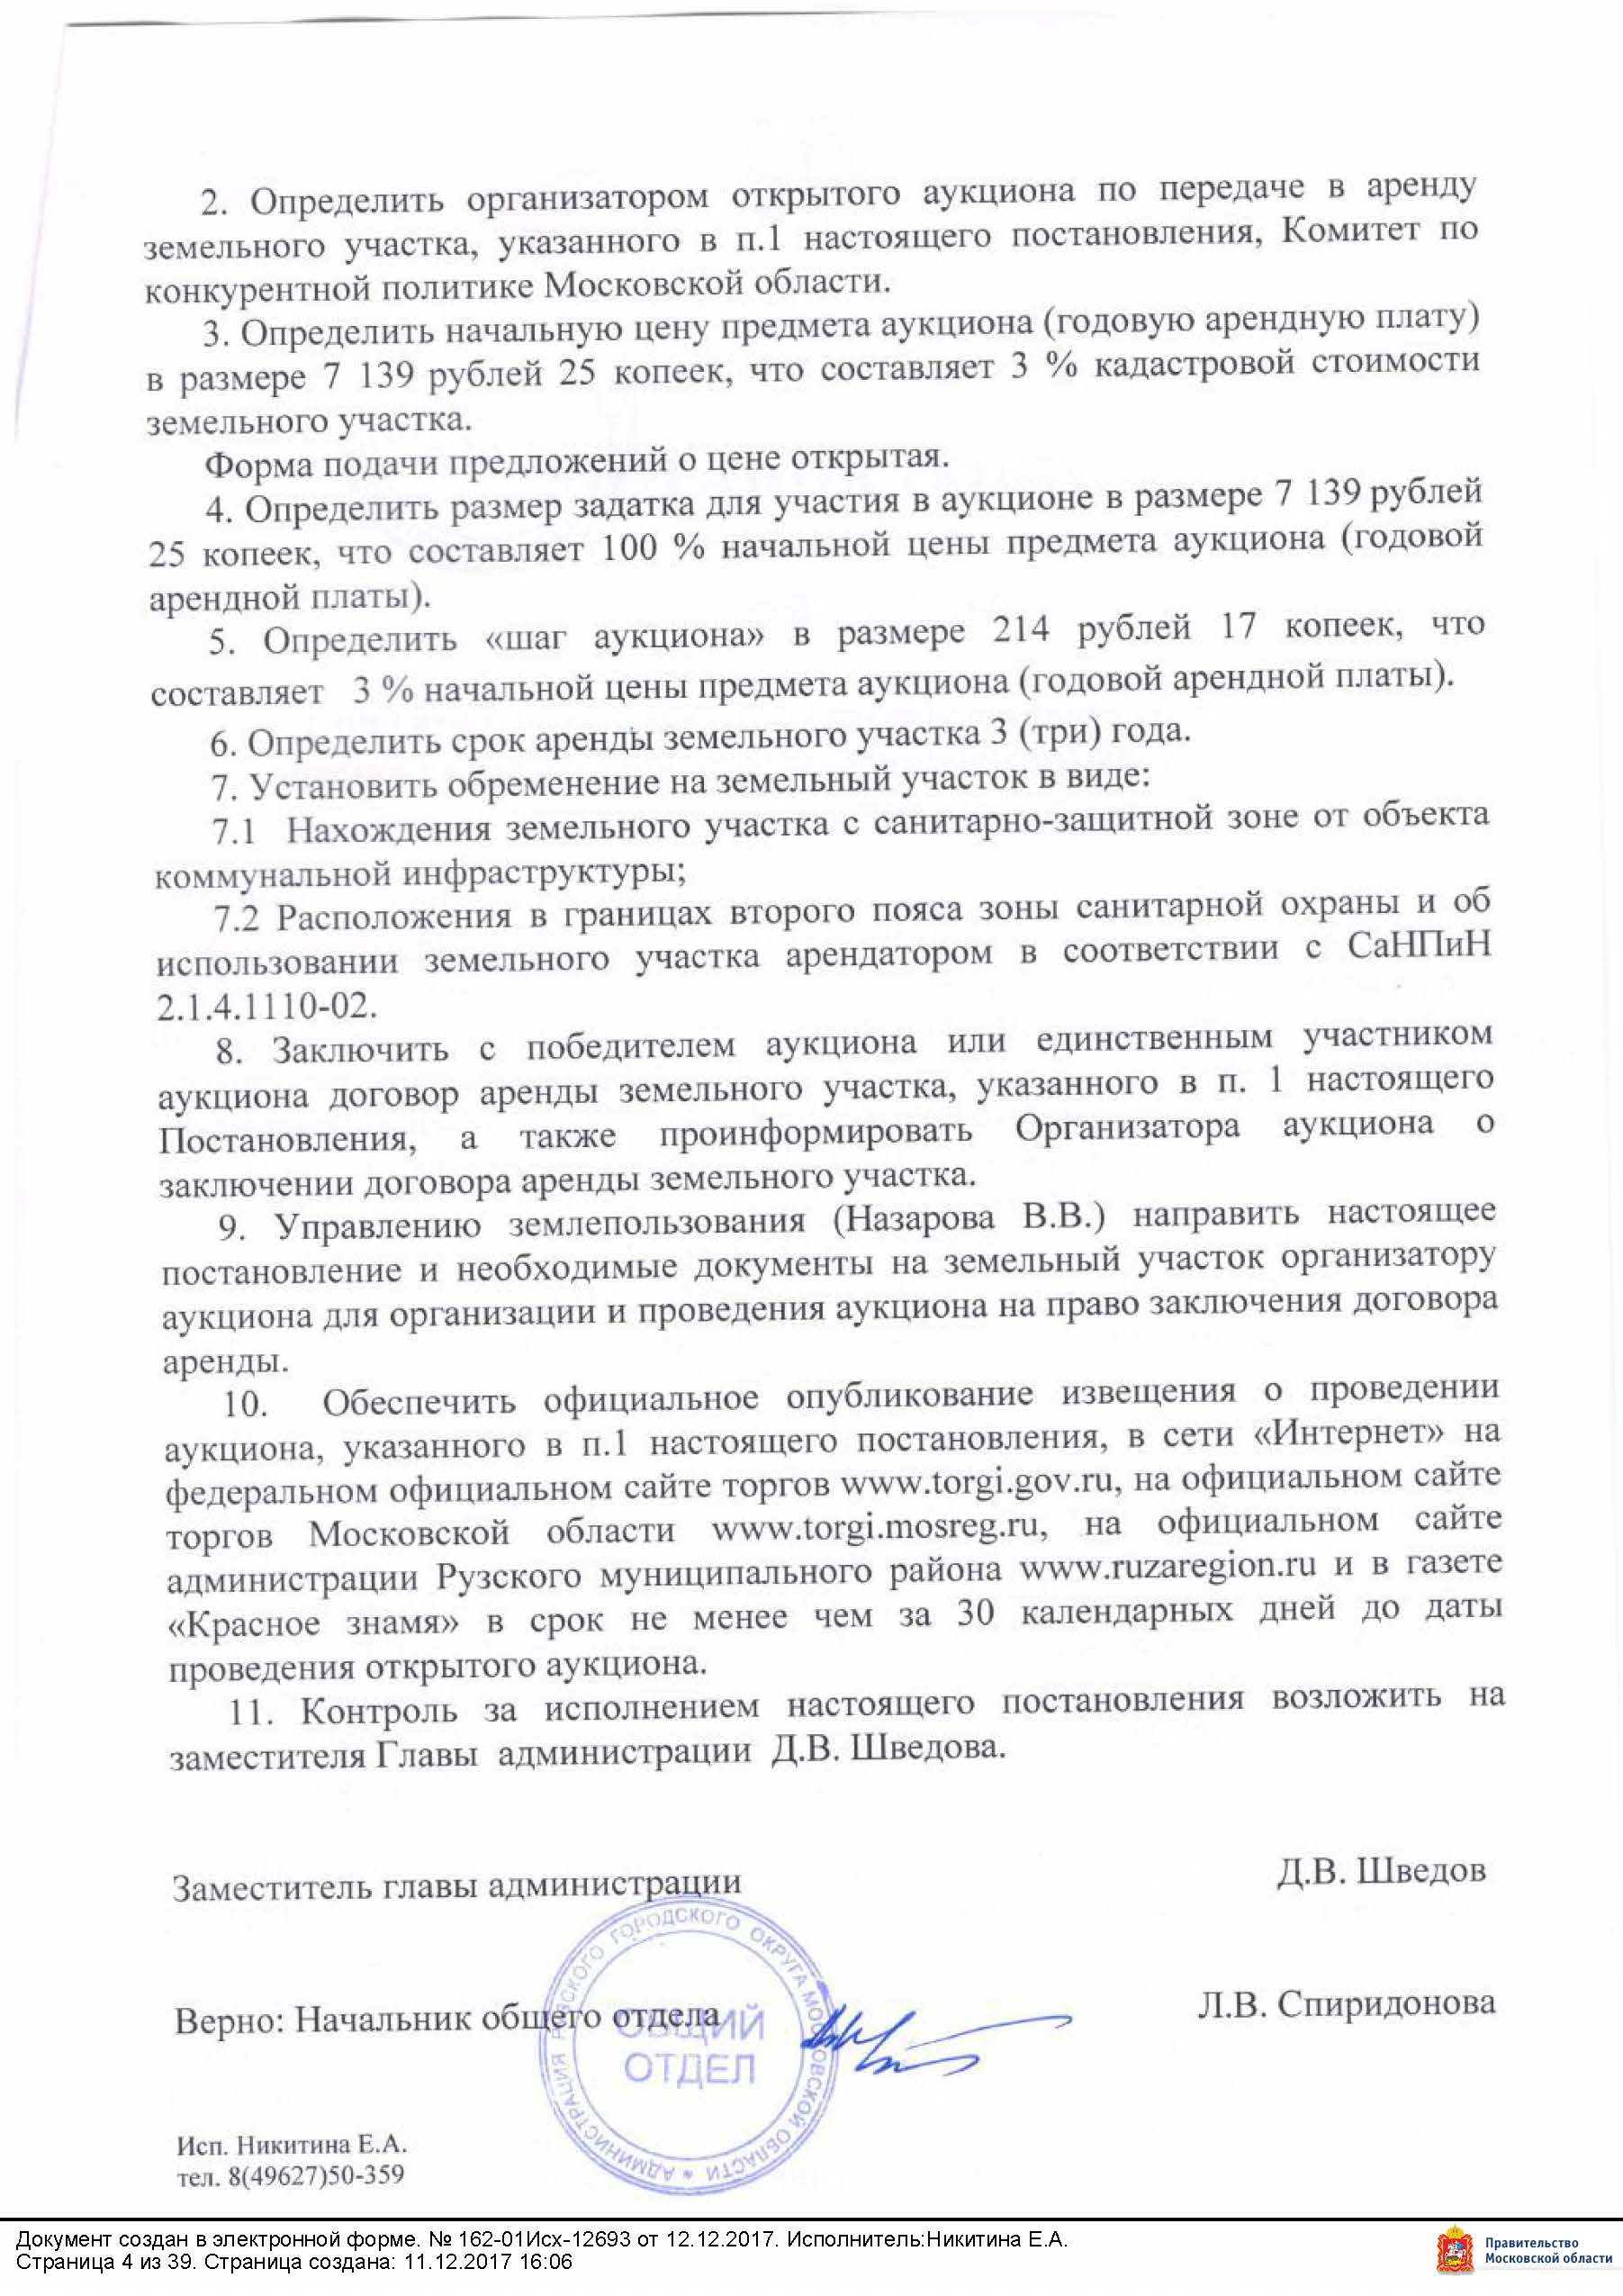 2. Определить организатором открытого аукциона по передаче в аренду
земельного участка, указанного в п.1 настоящего постановления, Комитет по
конкурентной политике Московской области.
3. Определить начальную цену предмета аукциона (годовую арендную плату)
в размере 7 139 рублей 25 копеек, что составляет 3 % кадастровой стоимости
земельного участка.
Форма подачи предложений о цене открытая.
4. Определить размер задатка для участия в аукционе в размере 7 139 рублей
25 копеек, что составляет 100 % начальной цены предмета аукциона (годовой
арендной платы).
5. Определить «шаг аукциона» в размере 214 рублей 17 копеек, что
составляет 3 % начальной цены предмета аукциона (годовой арендной платы).
6. Определить срок аренды земельного участка 3 (три) года.
7. Установить обременение на земельный участок в виде:
7.1 Нахождения земельного участка с санитарно-защитной зоне от объекта
коммунальной инфраструктуры;
7.2 Расположения в границах второго пояса зоны санитарной охраны и об
использовании земельного участка арендатором в соответствии с СаНПиН
2.1.4.1110-02.
8. Заключить с победителем аукциона или единственным участником
аукциона договор аренды земельного участка, указанного в п. 1 настоящего
Постановления, а также проинформировать Организатора аукциона о
заключении договора аренды земельного участка.
9. Управлению землепользования (Назарова В.В.) направить настоящее
постановление и необходимые документы на земельный участок организатору
аукциона для организации и проведения аукциона на право заключения договора
аренды.
10. Обеспечить официальное опубликование извещения о проведении
аукциона, указанного в п.1 настоящего постановления, в сети «Интернет» на
федеральном официальном сайте торгов www.torgi.gov.ru, на официальном сайте
торгов Московской области www.torgi.mosreg.ru, на официальном сайте
администрации Рузского муниципального района www.ruzaregion.ru и в газете
«Красное знамя» в срок не менее чем за 30 календарных дней до даты
проведения открытого аукциона.
11. Контроль за исполнением настоящего постановления возложить на
заместителя Главы администрации Д.В. Шведова.
Заместитель главы администрации Д.В. Шведов
АДМИНИСТРАЦИЯ РУЗСКОГО ГОРОДСКОГО ОКРУГА МОСКОВСКОЙ ОБЛАСТИ
Верно: Начальник общего отдела Л.В. Спиридонова
ОБЩИЙ
ОТДЕЛ
Исп. Никитина Е.А.
тел. 8(49627)50-359
Документ создан в электронной форме. № 162-01Исх-12693 от 12.12.2017. Исполнитель:Никитина Е.А.
Страница 4 из 39. Страница создана: 11.12.2017 16:06
Правительство
Московской области